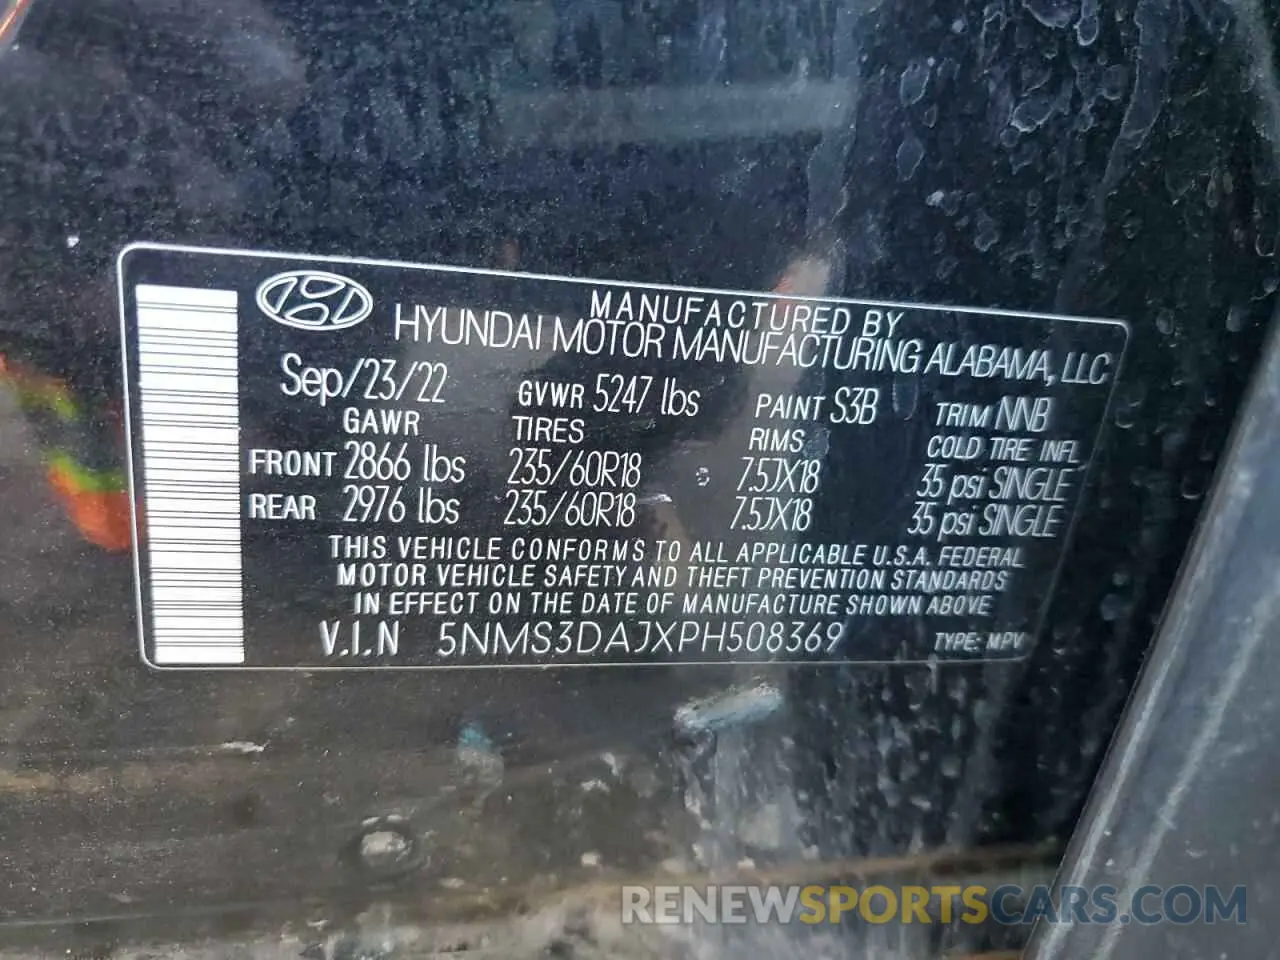 MANUFACTURED BY
HYUNDAI MOTOR MANUFACTURING ALABAMA, LLC
Sep/23/22 GVWR 5247 lbs PAINT S3B TRIM NNB
GAWR TIRES RIMS COLD TIRE INFL.
FRONT 2866 lbs 235/60R18 7.5JX18 35 psi SINGLE
REAR 2976 lbs 235/60R18 7.5JX18 35 psi SINGLE
THIS VEHICLE CONFORMS TO ALL APPLICABLE U.S.A. FEDERAL
MOTOR VEHICLE SAFETY AND THEFT PREVENTION STANDARDS
IN EFFECT ON THE DATE OF MANUFACTURE SHOWN ABOVE
V.I.N 5NMS3DAJXPH508369 TYPE: MPV
RENEWSPORTSCARS.COM